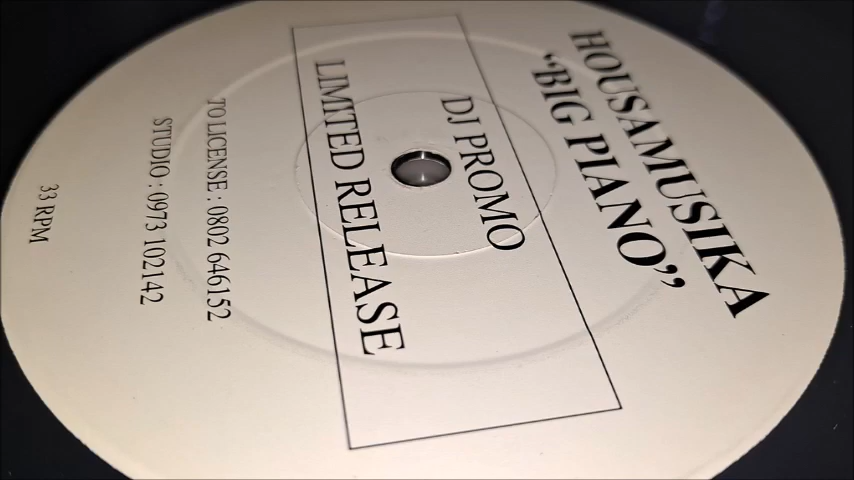 HOUSAMUSIKA
“BIG PIANO”
DJ PROMO
LIMITED RELEASE
TO LICENSE : 0802 646152
STUDIO : 0973 102142
33 RPM